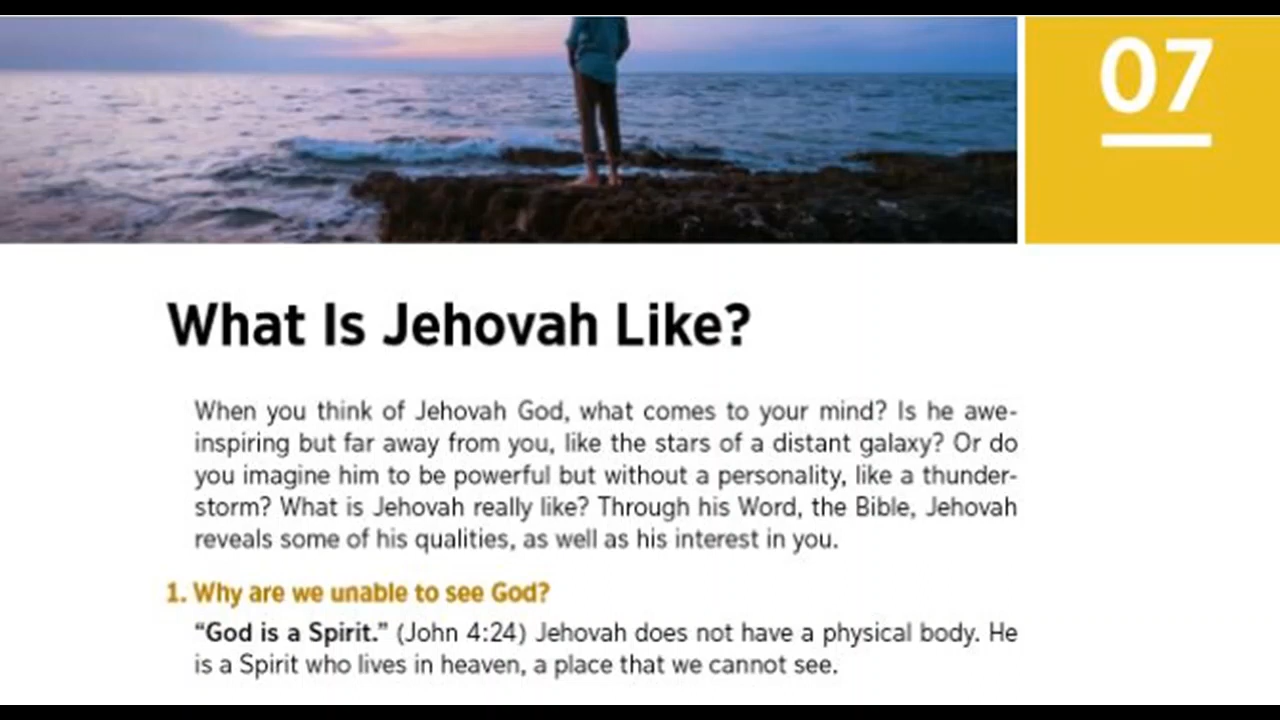 07
What Is Jehovah Like?
When you think of Jehovah God, what comes to your mind? Is he awe-
inspiring but far away from you, like the stars of a distant galaxy? Or do
you imagine him to be powerful but without a personality, like a thunder-
storm? What is Jehovah really like? Through his Word, the Bible, Jehovah
reveals some of his qualities, as well as his interest in you.
1. Why are we unable to see God?
“God is a Spirit.” (John 4:24) Jehovah does not have a physical body. He
is a Spirit who lives in heaven, a place that we cannot see.